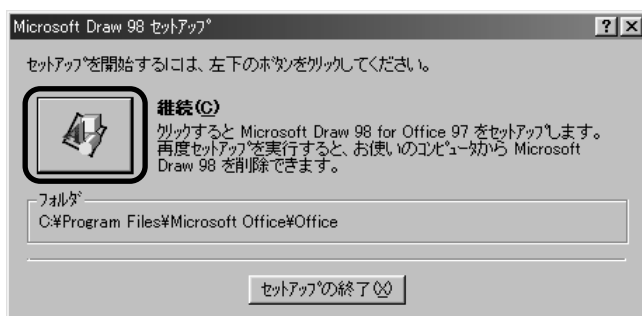 Microsoft Draw 98 ｾｯﾄｱｯﾌﾟ
ｾｯﾄｱｯﾌﾟを開始するには、左下のﾎﾞﾀﾝをｸﾘｯｸしてください。
継続(C)
ｸﾘｯｸすると Microsoft Draw 98 for Office 97 をｾｯﾄｱｯﾌﾟします。
再度ｾｯﾄｱｯﾌﾟを実行すると、お使いのｺﾝﾋﾟｭｰﾀから Microsoft
Draw 98 を削除できます。
ﾌｫﾙﾀﾞ
C:¥Program Files¥Microsoft Office¥Office
ｾｯﾄｱｯﾌﾟの終了(X)